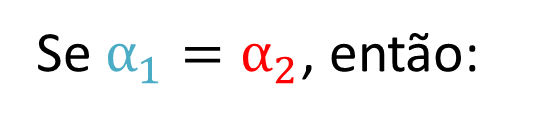 Se α₁ = α₂, então: